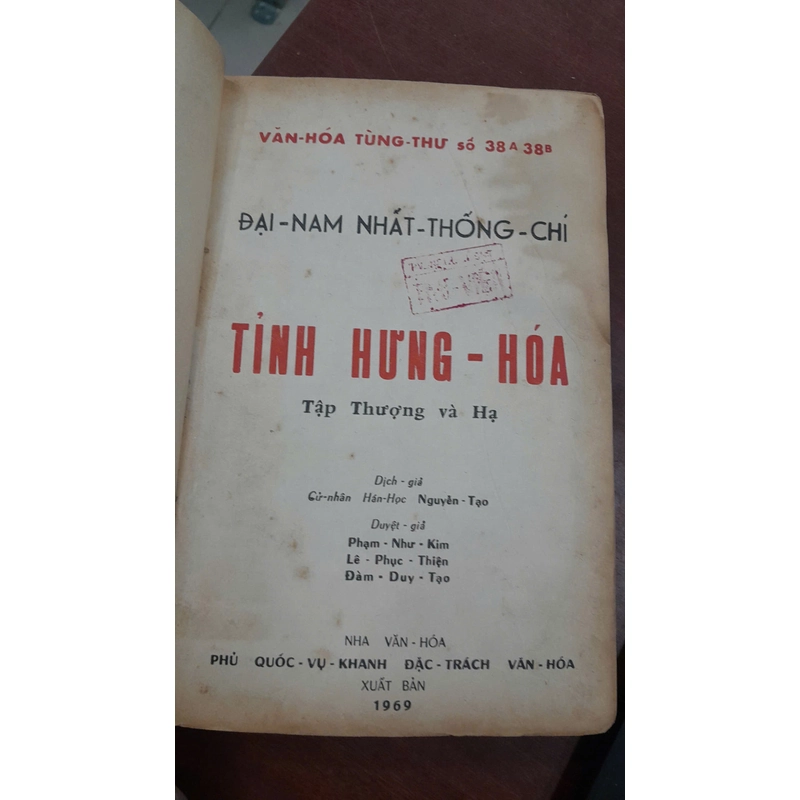 VĂN-HÓA TÙNG-THƯ số 38A 38B
ĐẠI-NAM NHẤT-THỐNG-CHÍ
TỈNH HƯNG-HÓA
Tập Thượng và Hạ
Dịch-giả
Cử-nhân Hán-Học Nguyễn-Tạo
Duyệt-giả
Phạm-Như-Kim
Lê-Phục-Thiện
Đàm-Duy-Tạo
NHA VĂN-HÓA
PHỦ QUỐC-VỤ-KHANH ĐẶC-TRÁCH VĂN-HÓA
XUẤT BẢN
1969